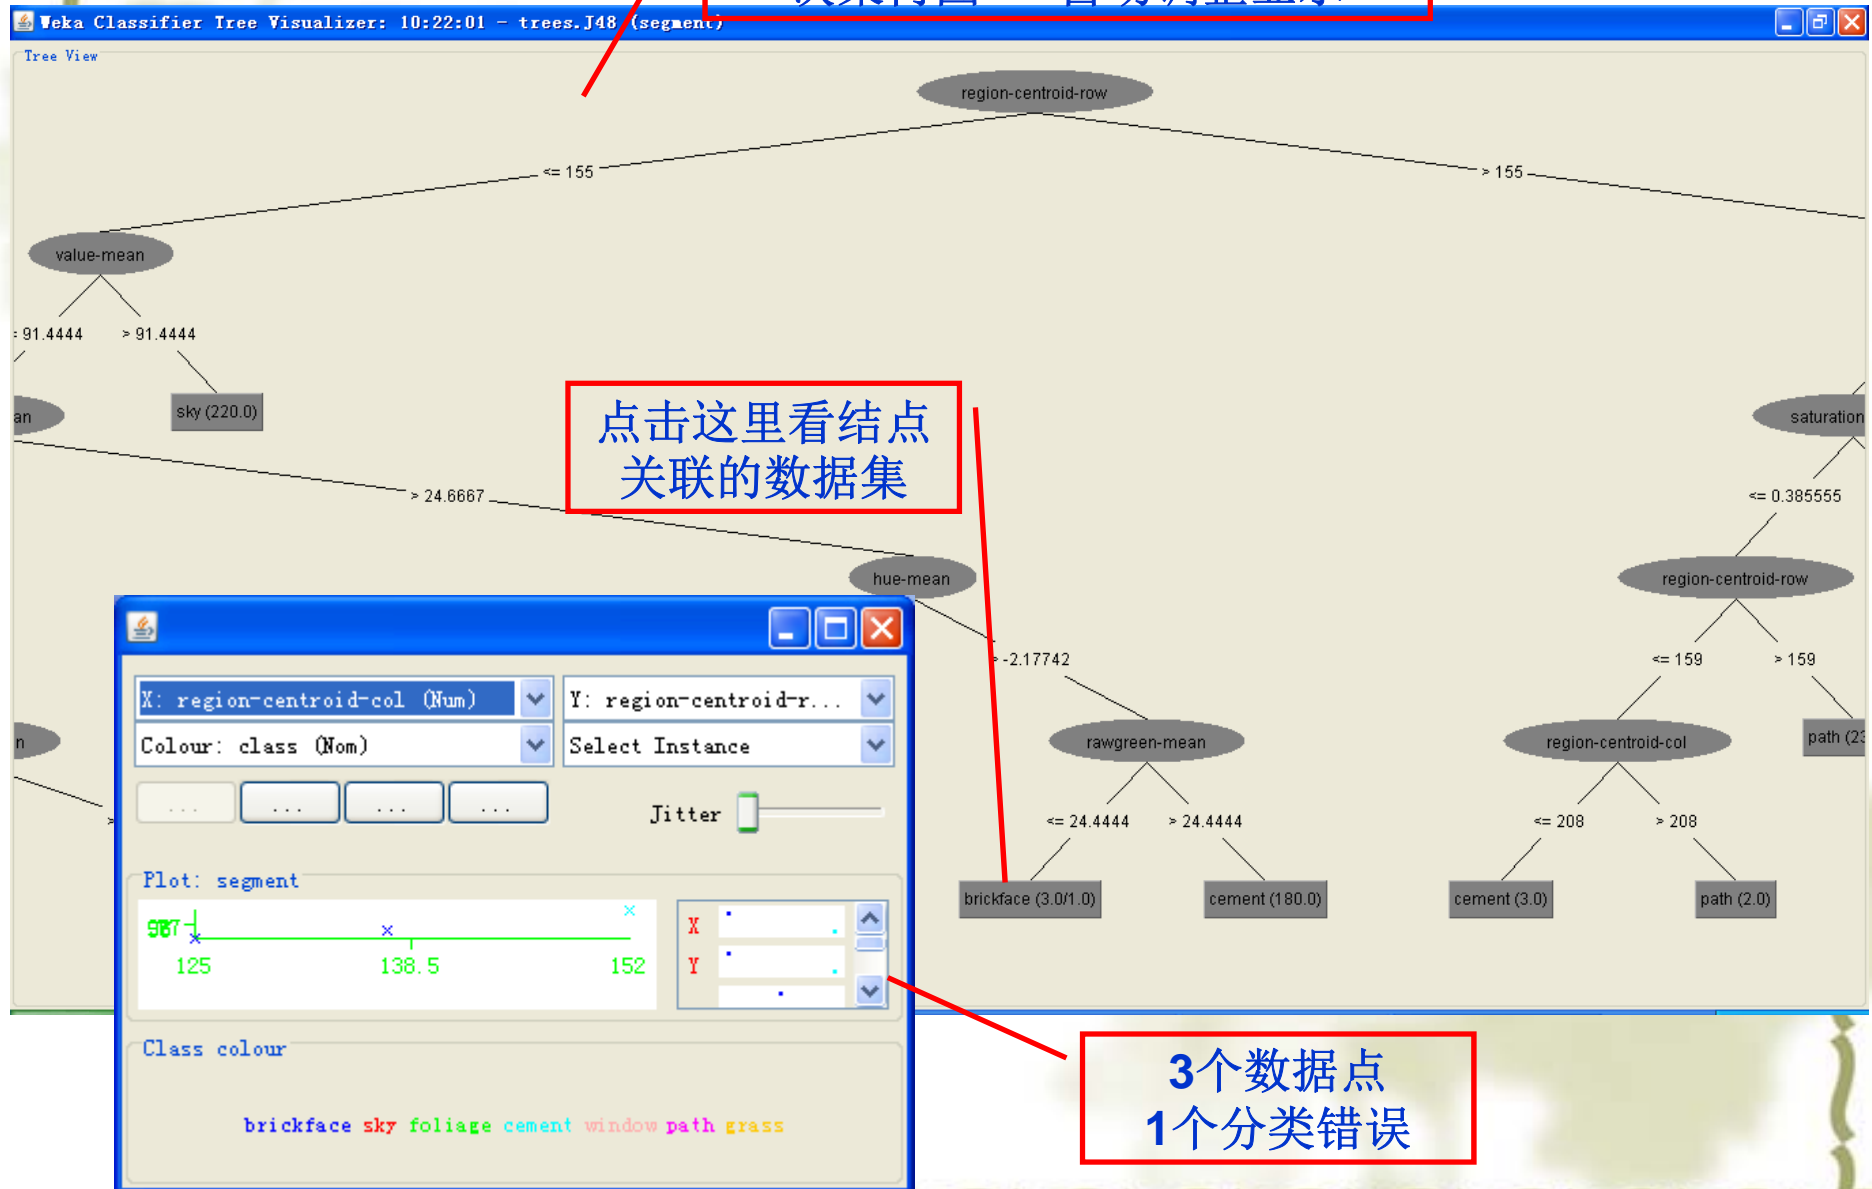 Weka Classifier Tree Visualizer: 10:22:01 - trees.J48 (segment)
Tree View
region-centroid-row
<= 155
> 155
value-mean
91.4444
> 91.4444
an
sky (220.0)
点击这里看结点
关联的数据集
saturation
> 24.6667
<= 0.385555
hue-mean
region-centroid-row
-2.17742
<= 159
> 159
X: region-centroid-col (Num)
Y: region-centroid-r...
n
Colour: class (Nom)
Select Instance
rawgreen-mean
region-centroid-col
path (23
...
...
...
...
Jitter
>
<= 24.4444
> 24.4444
<= 208
> 208
Plot: segment
brickface (3.0/1.0)
cement (180.0)
cement (3.0)
path (2.0)
X
125
138.5
152
Y
Class colour
3个数据点
1个分类错误
brickface sky foliage cement window path grass